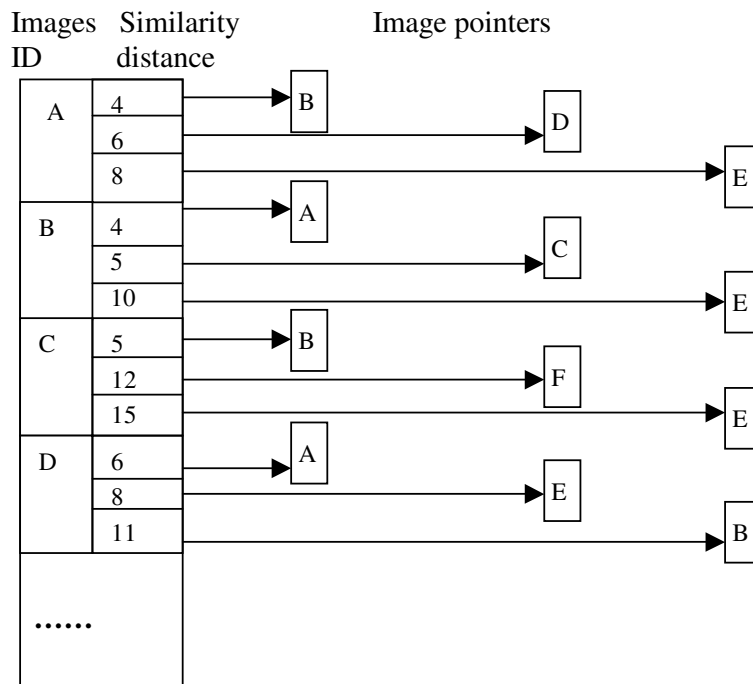 Images Similarity Image pointers
ID distance
A 4 B
6 D
8 E
B 4 A
5 C
10 E
C 5 B
12 F
15 E
D 6 A
8 E
11 B
......